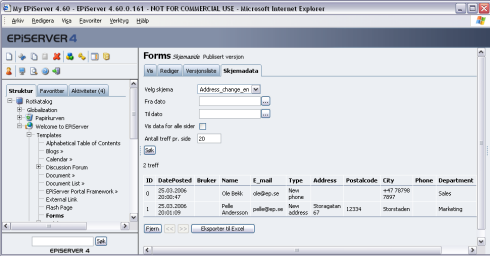 My EPiServer 4.60 - EPiServer 4.60.0.161 - NOT FOR COMMERCIAL USE - Microsoft Internet Explorer
Arkiv Redigera Visa Favoriter Verktyg Hjälp
EPiSERVER 4
Struktur Favoritter Aktiviteter (4)
Rotkatalog
Globalization
Papirkurven
Welcome to EPiServer
Templates
Alphabetical Table of Contents
Blogs »
Calendar »
Discussion Forum
Document »
Document List »
EPiServer Portal Framework »
External Link
Flash Page
Forms
Søk
EPiSERVER 4
Forms Skjemaside Publisert versjon
Vis Rediger Versjonsliste Skjemadata
Velg skjema Address_change_en
Fra dato ...
Til dato ...
Vis data for alle sider
Antall treff pr. side 20
Søk
2 treff
ID DatePosted Bruker Name E_mail Type Address Postalcode City Phone Department
0 25.03.2006 20:00:47 Ole Bekk ole@ep.se New phone +47 78798 7897 Sales
1 25.03.2006 20:01:09 Pelle Andersson pelle@ep.se New address Storagatan 67 12334 Storstaden Marketing
Fjern << >> Eksporter til Excel